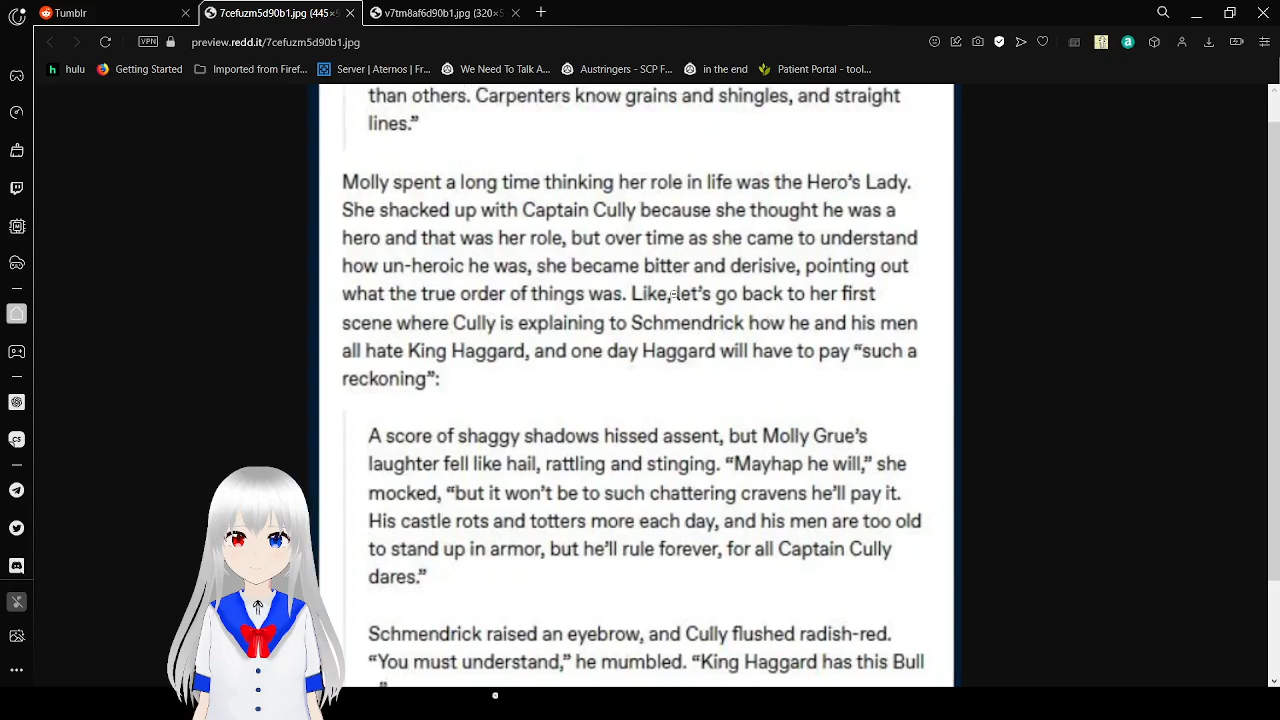 Tumblr
7cefuzm5d90b1.jpg (445×5
v7tm8af6d90b1.jpg (320×5
VPN
preview.redd.it/7cefuzm5d90b1.jpg
hulu
Getting Started
Imported from Firef...
Server | Aternos | Fr...
We Need To Talk A...
Austringers - SCP F...
in the end
Patient Portal - tool...
than others. Carpenters know grains and shingles, and straight
lines.”
Molly spent a long time thinking her role in life was the Hero’s Lady.
She shacked up with Captain Cully because she thought he was a
hero and that was her role, but over time as she came to understand
how un-heroic he was, she became bitter and derisive, pointing out
what the true order of things was. Like, let’s go back to her first
scene where Cully is explaining to Schmendrick how he and his men
all hate King Haggard, and one day Haggard will have to pay “such a
reckoning”:
A score of shaggy shadows hissed assent, but Molly Grue’s
laughter fell like hail, rattling and stinging. “Mayhap he will,” she
mocked, “but it won’t be to such chattering cravens he’ll pay it.
His castle rots and totters more each day, and his men are too old
to stand up in armor, but he’ll rule forever, for all Captain Cully
dares.”
Schmendrick raised an eyebrow, and Cully flushed radish-red.
“You must understand,” he mumbled. “King Haggard has this Bull